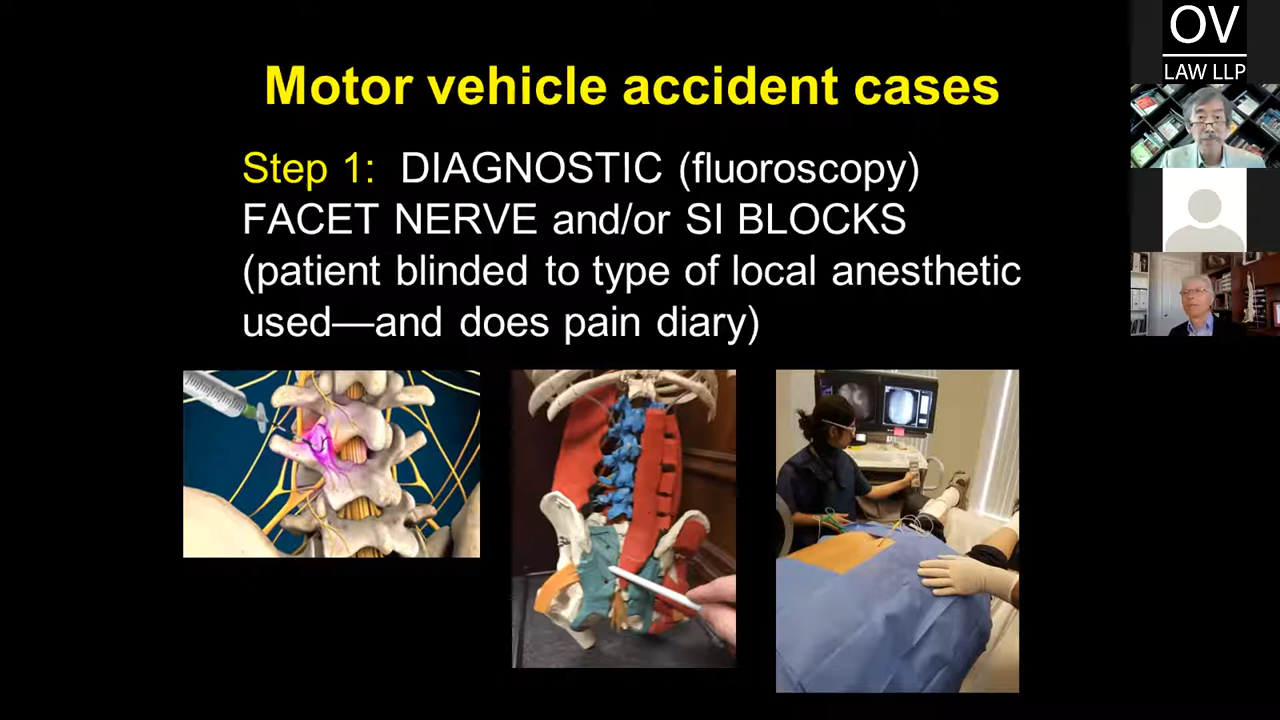 Motor vehicle accident cases
Step 1: DIAGNOSTIC (fluoroscopy)
FACET NERVE and/or SI BLOCKS
(patient blinded to type of local anesthetic
used—and does pain diary)
OV
LAW LLP